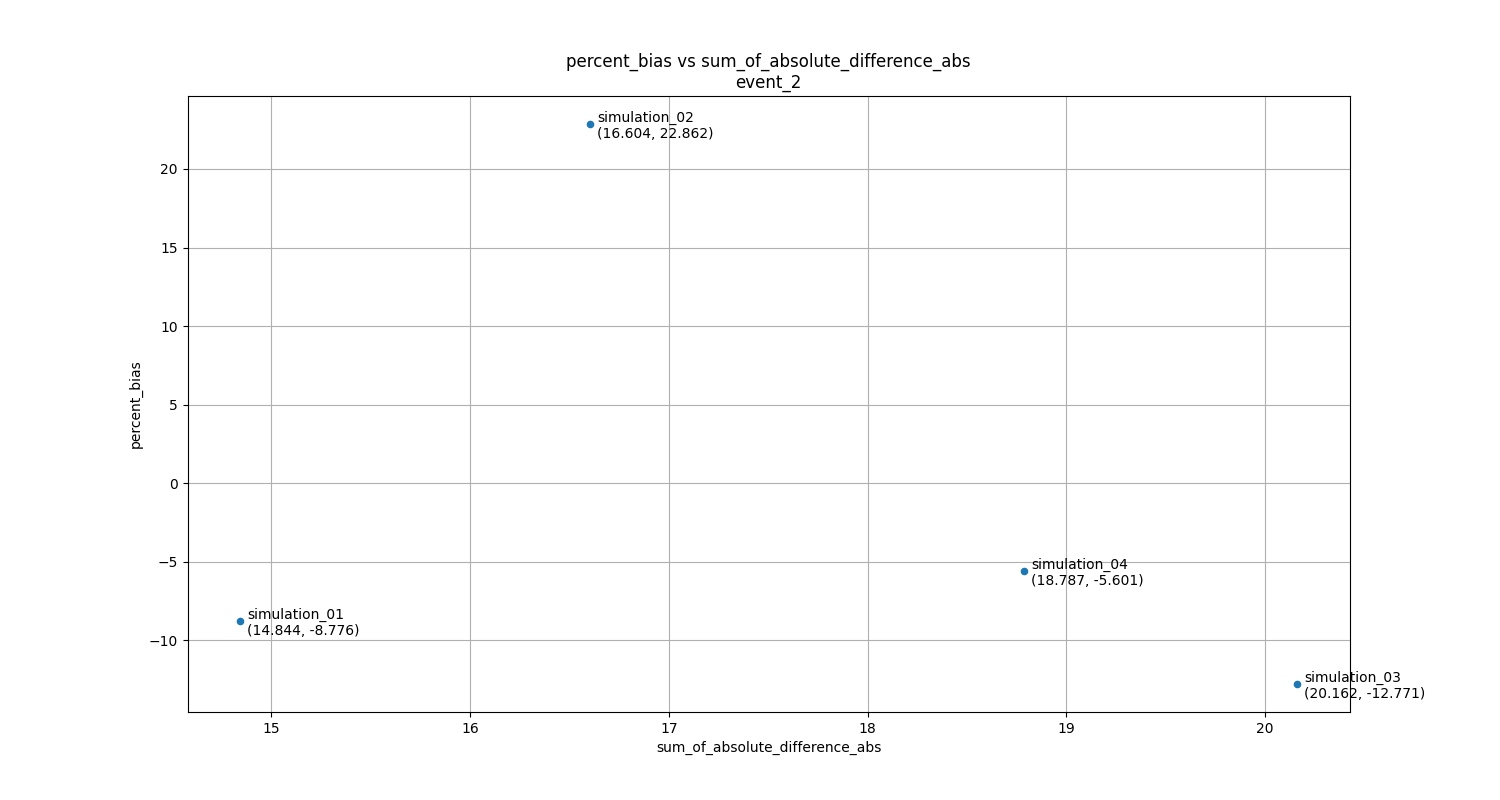 percent_bias vs sum_of_absolute_difference_abs
event_2
simulation_02
(16.604, 22.862)
20
15
10
percent_bias
5
0
−5
simulation_04
(18.787, -5.601)
simulation_01
(14.844, -8.776)
−10
simulation_03
(20.162, -12.771)
15
16
17
18
19
20
sum_of_absolute_difference_abs